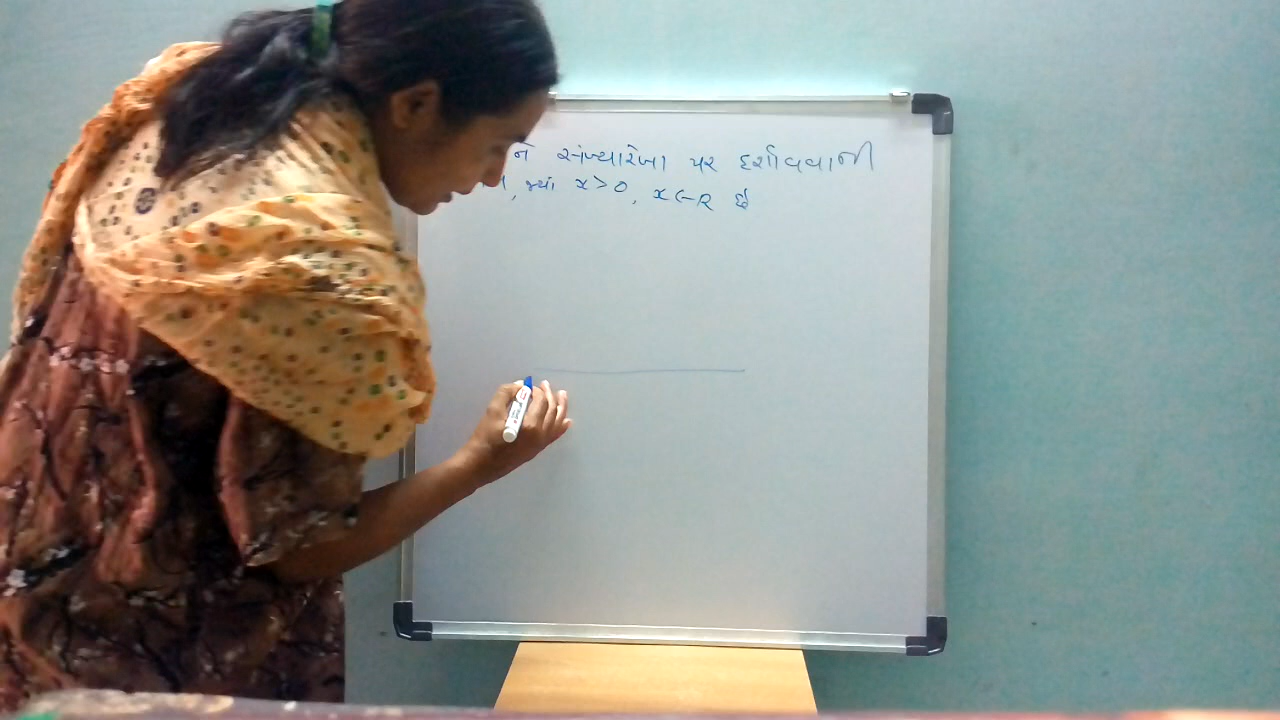 ને સંખ્યારેખા પર દર્શાવવાની
, જ્યાં x>0, x∈R છે